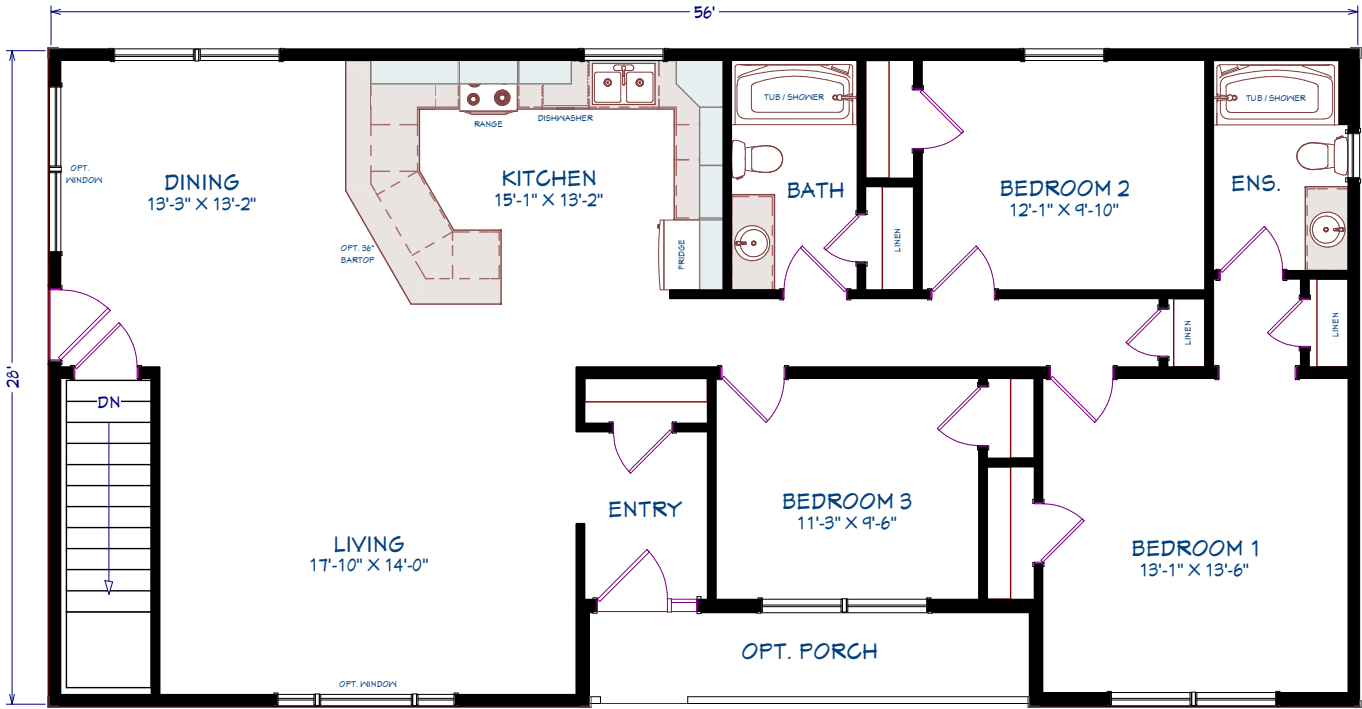 56'
28'
TUB / SHOWER
TUB / SHOWER
RANGE
DISHWASHER
OPT.
WINDOW
DINING
13'-3" X 13'-2"
KITCHEN
15'-1" X 13'-2"
BATH
BEDROOM 2
12'-1" X 9'-10"
ENS.
OPT. 36"
BARTOP
FRIDGE
LINEN
LINEN
LINEN
DN
ENTRY
BEDROOM 3
11'-3" X 9'-6"
LIVING
17'-10" X 14'-0"
BEDROOM 1
13'-1" X 13'-6"
OPT. PORCH
OPT. WINDOW